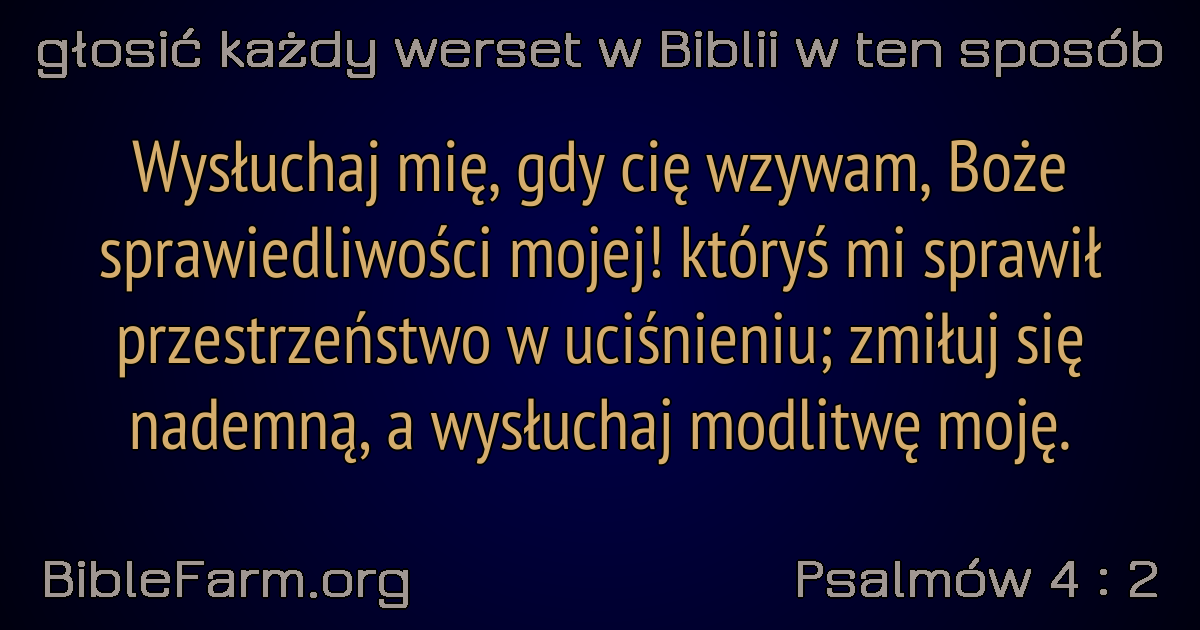 głosić każdy werset w Biblii w ten sposób
Wysłuchaj mię, gdy cię wzywam, Boże
sprawiedliwości mojej! któryś mi sprawił
przestrzeństwo w uciśnieniu; zmiłuj się
nademną, a wysłuchaj modlitwę moję.
BibleFarm.org
Psalmów 4 : 2